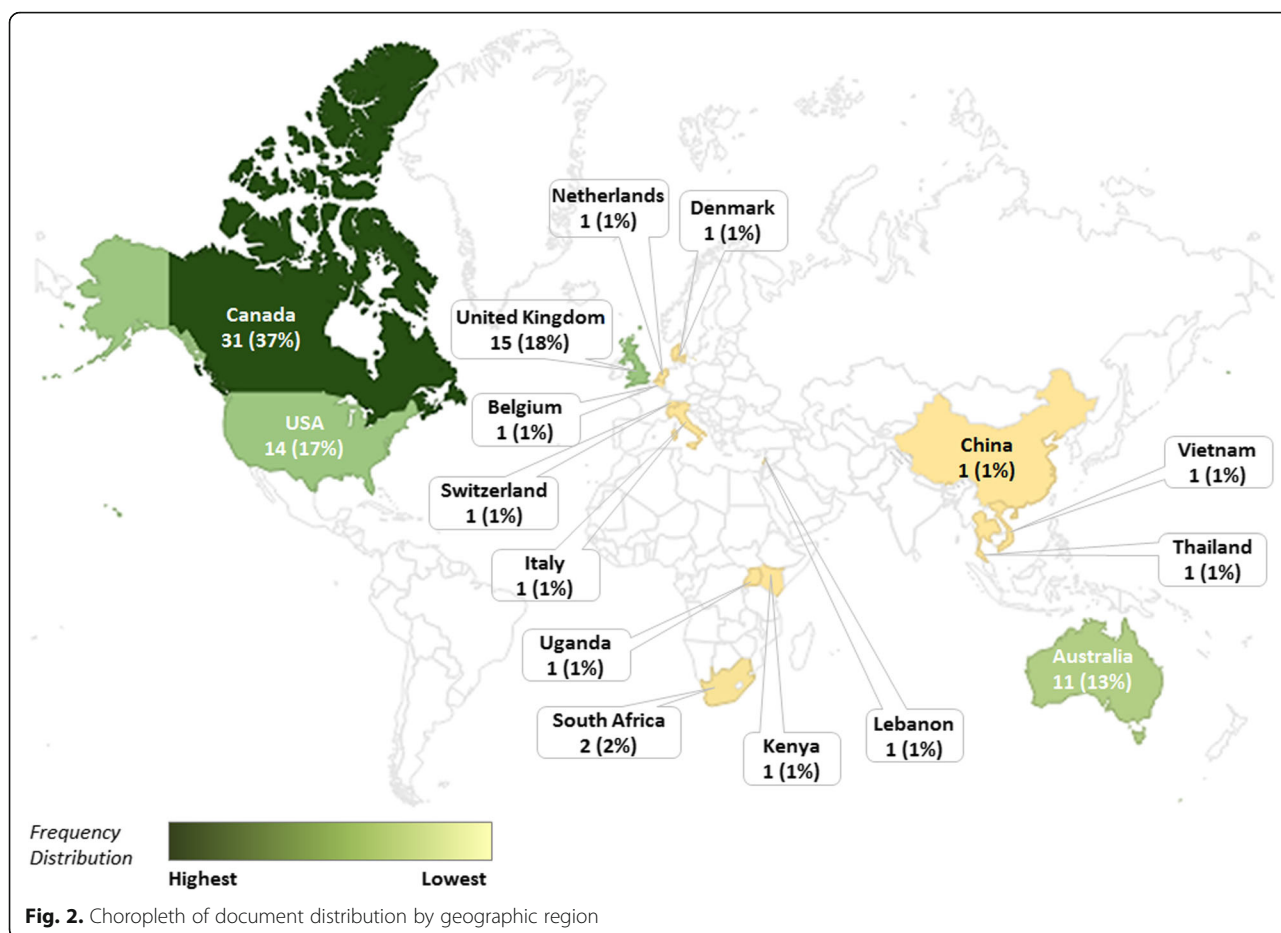 Netherlands
1 (1%)
Denmark
1 (1%)
Canada
31 (37%)
United Kingdom
15 (18%)
USA
14 (17%)
Belgium
1 (1%)
Switzerland
1 (1%)
Italy
1 (1%)
China
1 (1%)
Vietnam
1 (1%)
Thailand
1 (1%)
Uganda
1 (1%)
South Africa
2 (2%)
Kenya
1 (1%)
Lebanon
1 (1%)
Australia
11 (13%)
Frequency
Distribution
Highest
Lowest
Fig. 2. Choropleth of document distribution by geographic region